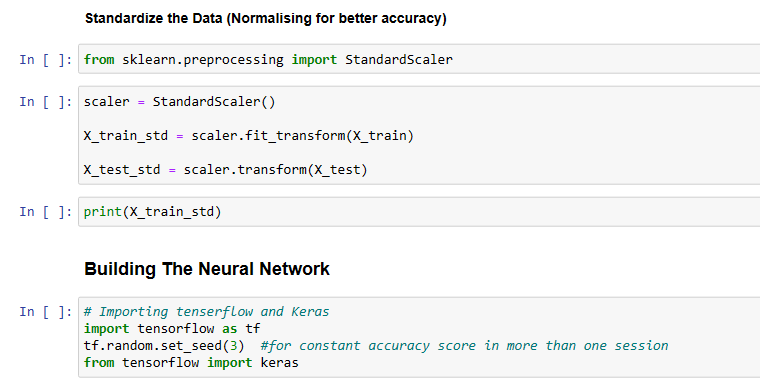 Standardize the Data (Normalising for better accuracy)
In [ ]: from sklearn.preprocessing import StandardScaler
In [ ]: scaler = StandardScaler()
X_train_std = scaler.fit_transform(X_train)
X_test_std = scaler.transform(X_test)
In [ ]: print(X_train_std)
Building The Neural Network
In [ ]: # Importing tenserflow and Keras
import tensorflow as tf
tf.random.set_seed(3)  #for constant accuracy score in more than one session
from tensorflow import keras